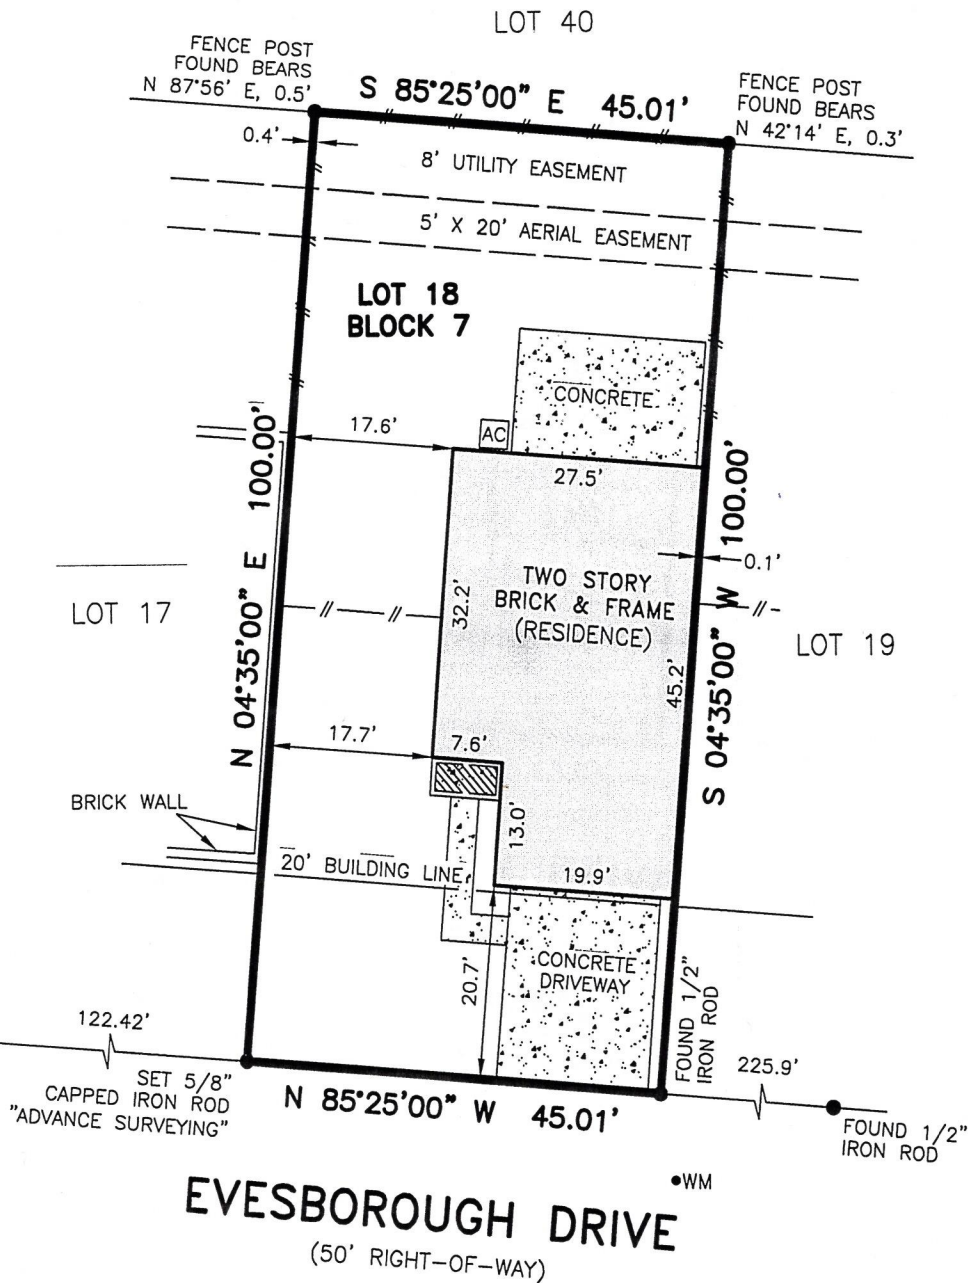 LOT 40
FENCE POST
FOUND BEARS
N 87°56' E, 0.5'
S 85°25'00" E 45.01'
FENCE POST
FOUND BEARS
N 42°14' E, 0.3'
0.4'
8' UTILITY EASEMENT
5' X 20' AERIAL EASEMENT
LOT 18
BLOCK 7
CONCRETE
17.6'
AC
27.5'
N 04°35'00" E 100.00'
S 04°35'00" W 100.00'
0.1'
TWO STORY
BRICK & FRAME
(RESIDENCE)
32.2'
LOT 17
LOT 19
45.2'
17.7'
7.6'
BRICK WALL
13.0'
20' BUILDING LINE
19.9'
CONCRETE
DRIVEWAY
20.7'
FOUND 1/2"
IRON ROD
122.42'
225.9'
SET 5/8"
CAPPED IRON ROD
"ADVANCE SURVEYING"
N 85°25'00" W 45.01'
FOUND 1/2"
IRON ROD
WM
EVESBOROUGH DRIVE
(50' RIGHT-OF-WAY)